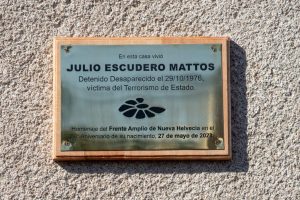 En esta casa vivió
JULIO ESCUDERO MATTOS
Detenido Desaparecido el 29/10/1976,
víctima del Terrorismo de Estado.
Homenaje del Frente Amplio de Nueva Helvecia en el
aniversario de su nacimiento, 27 de mayo de